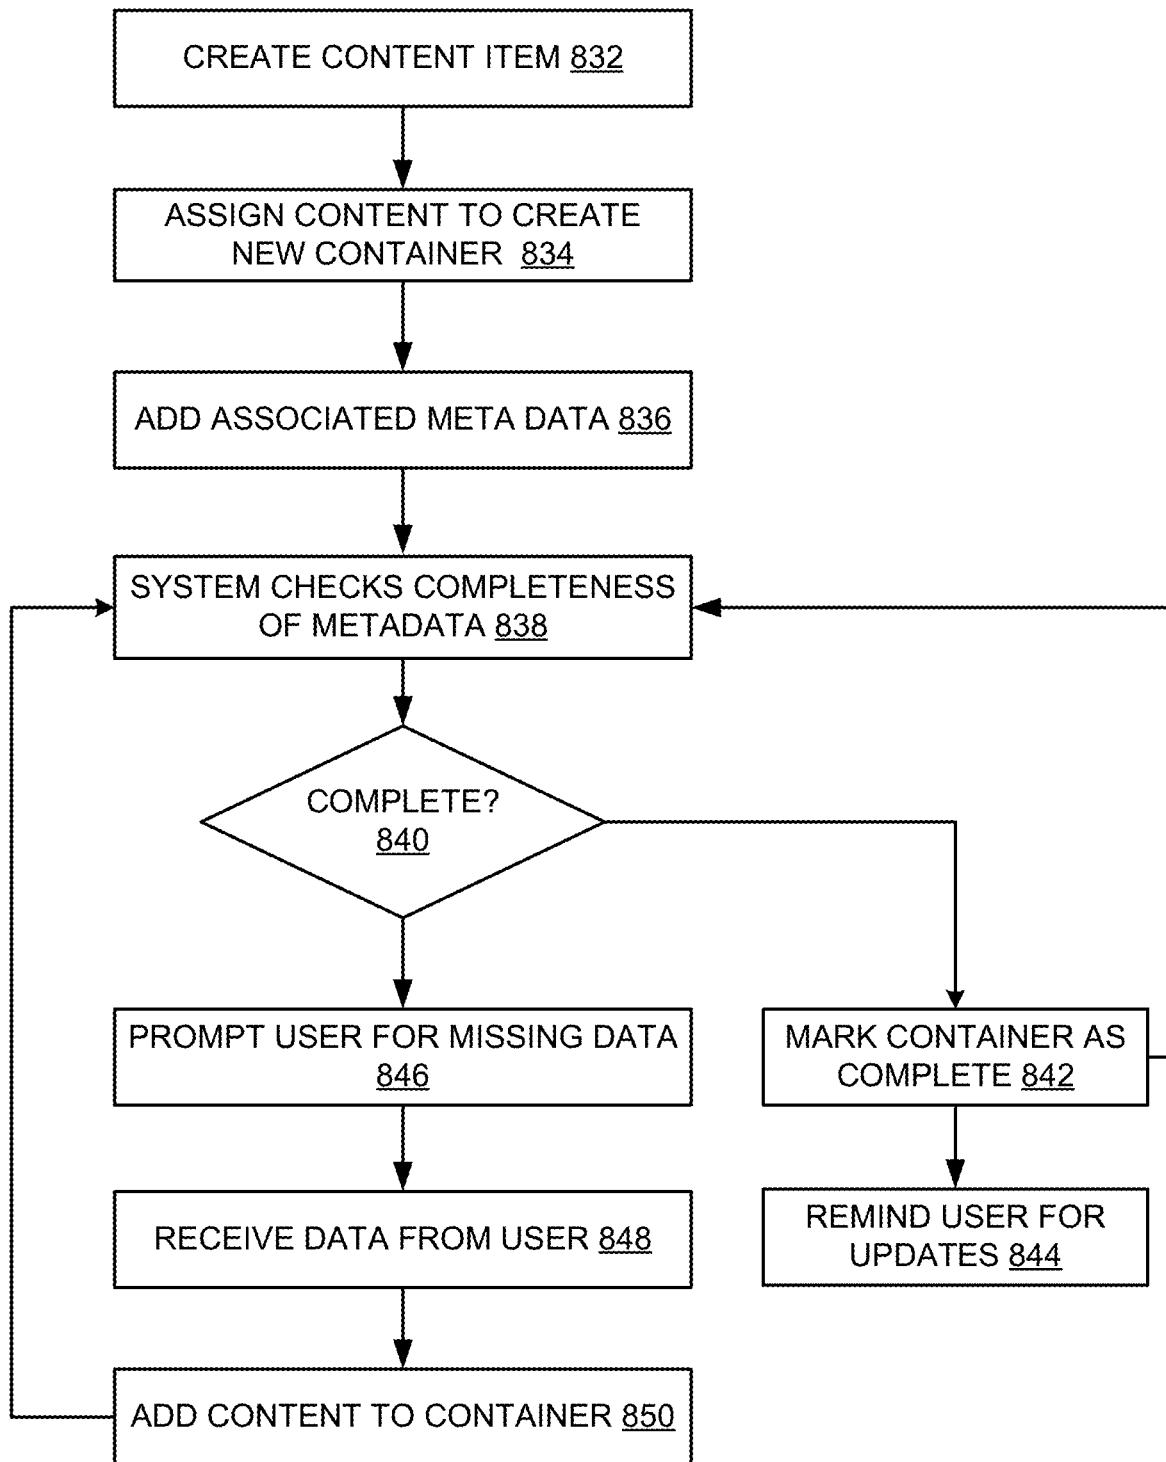 CREATE CONTENT ITEM 832
ASSIGN CONTENT TO CREATE
NEW CONTAINER 834
ADD ASSOCIATED META DATA 836
SYSTEM CHECKS COMPLETENESS
OF METADATA 838
COMPLETE?
840
PROMPT USER FOR MISSING DATA
846
MARK CONTAINER AS
COMPLETE 842
RECEIVE DATA FROM USER 848
REMIND USER FOR
UPDATES 844
ADD CONTENT TO CONTAINER 850